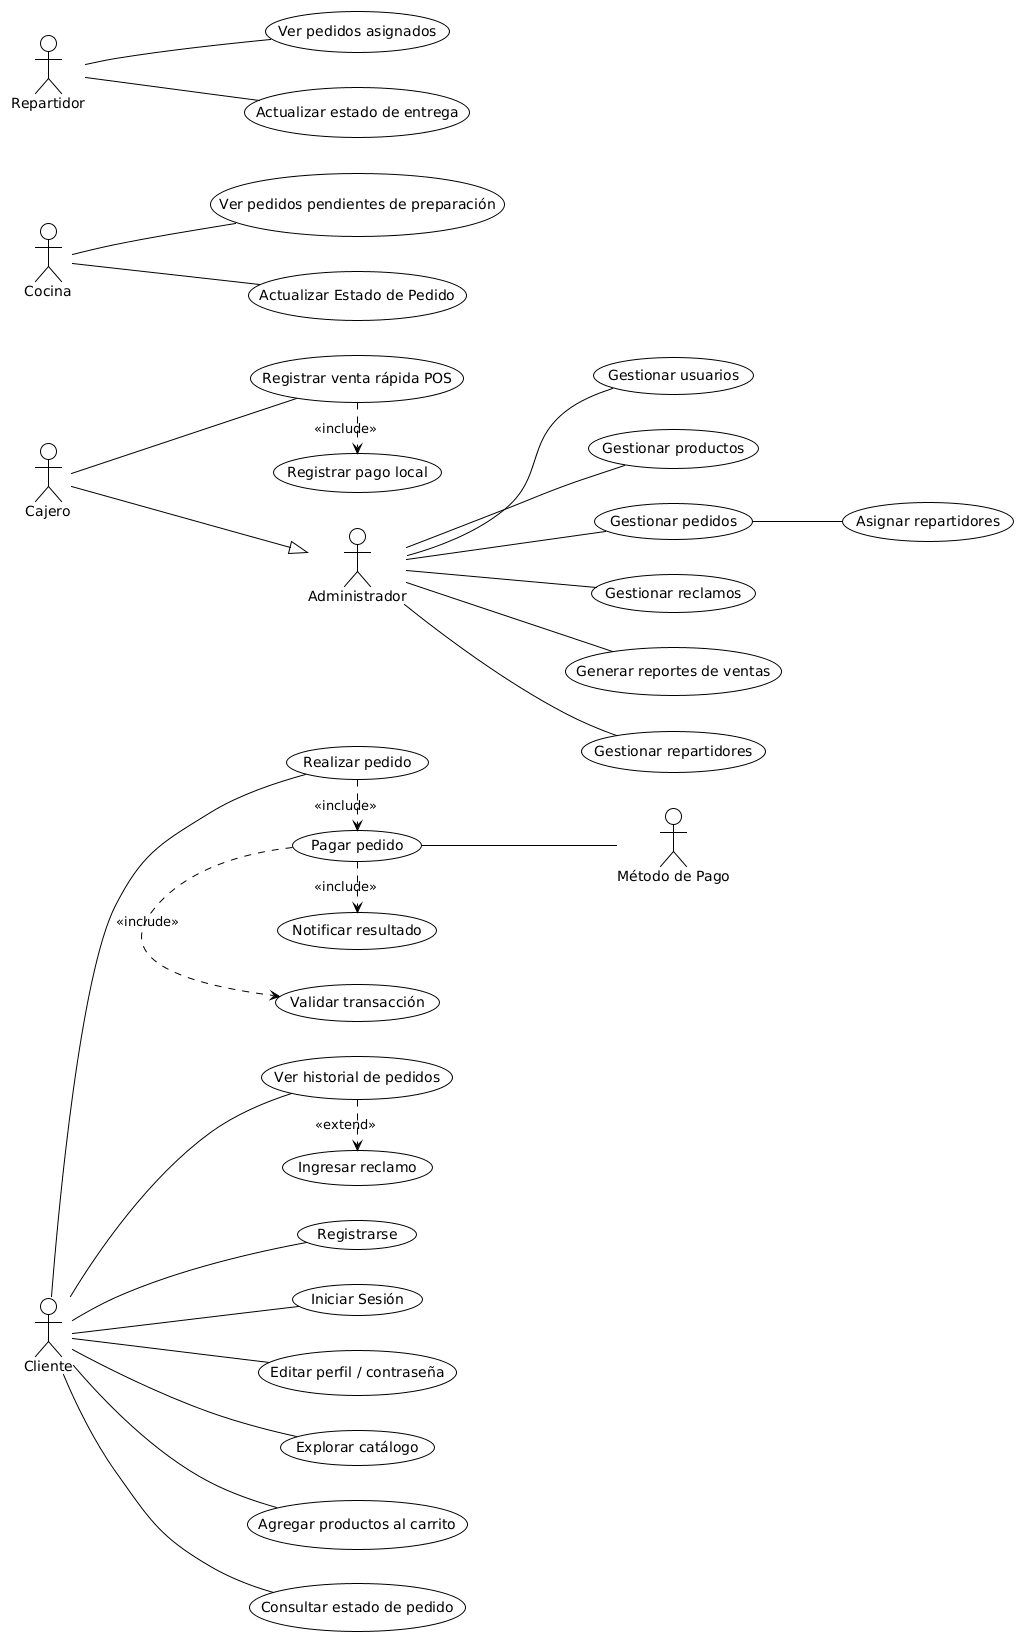 Ver pedidos asignados
Repartidor
Actualizar estado de entrega
Ver pedidos pendientes de preparación
Cocina
Actualizar Estado de Pedido
Registrar venta rápida POS
«include»
Registrar pago local
Cajero
Administrador
Gestionar usuarios
Gestionar productos
Gestionar pedidos
Asignar repartidores
Gestionar reclamos
Generar reportes de ventas
Gestionar repartidores
Realizar pedido
«include»
Pagar pedido
Método de Pago
«include»
Notificar resultado
«include»
Validar transacción
Ver historial de pedidos
«extend»
Ingresar reclamo
Registrarse
Iniciar Sesión
Cliente
Editar perfil / contraseña
Explorar catálogo
Agregar productos al carrito
Consultar estado de pedido